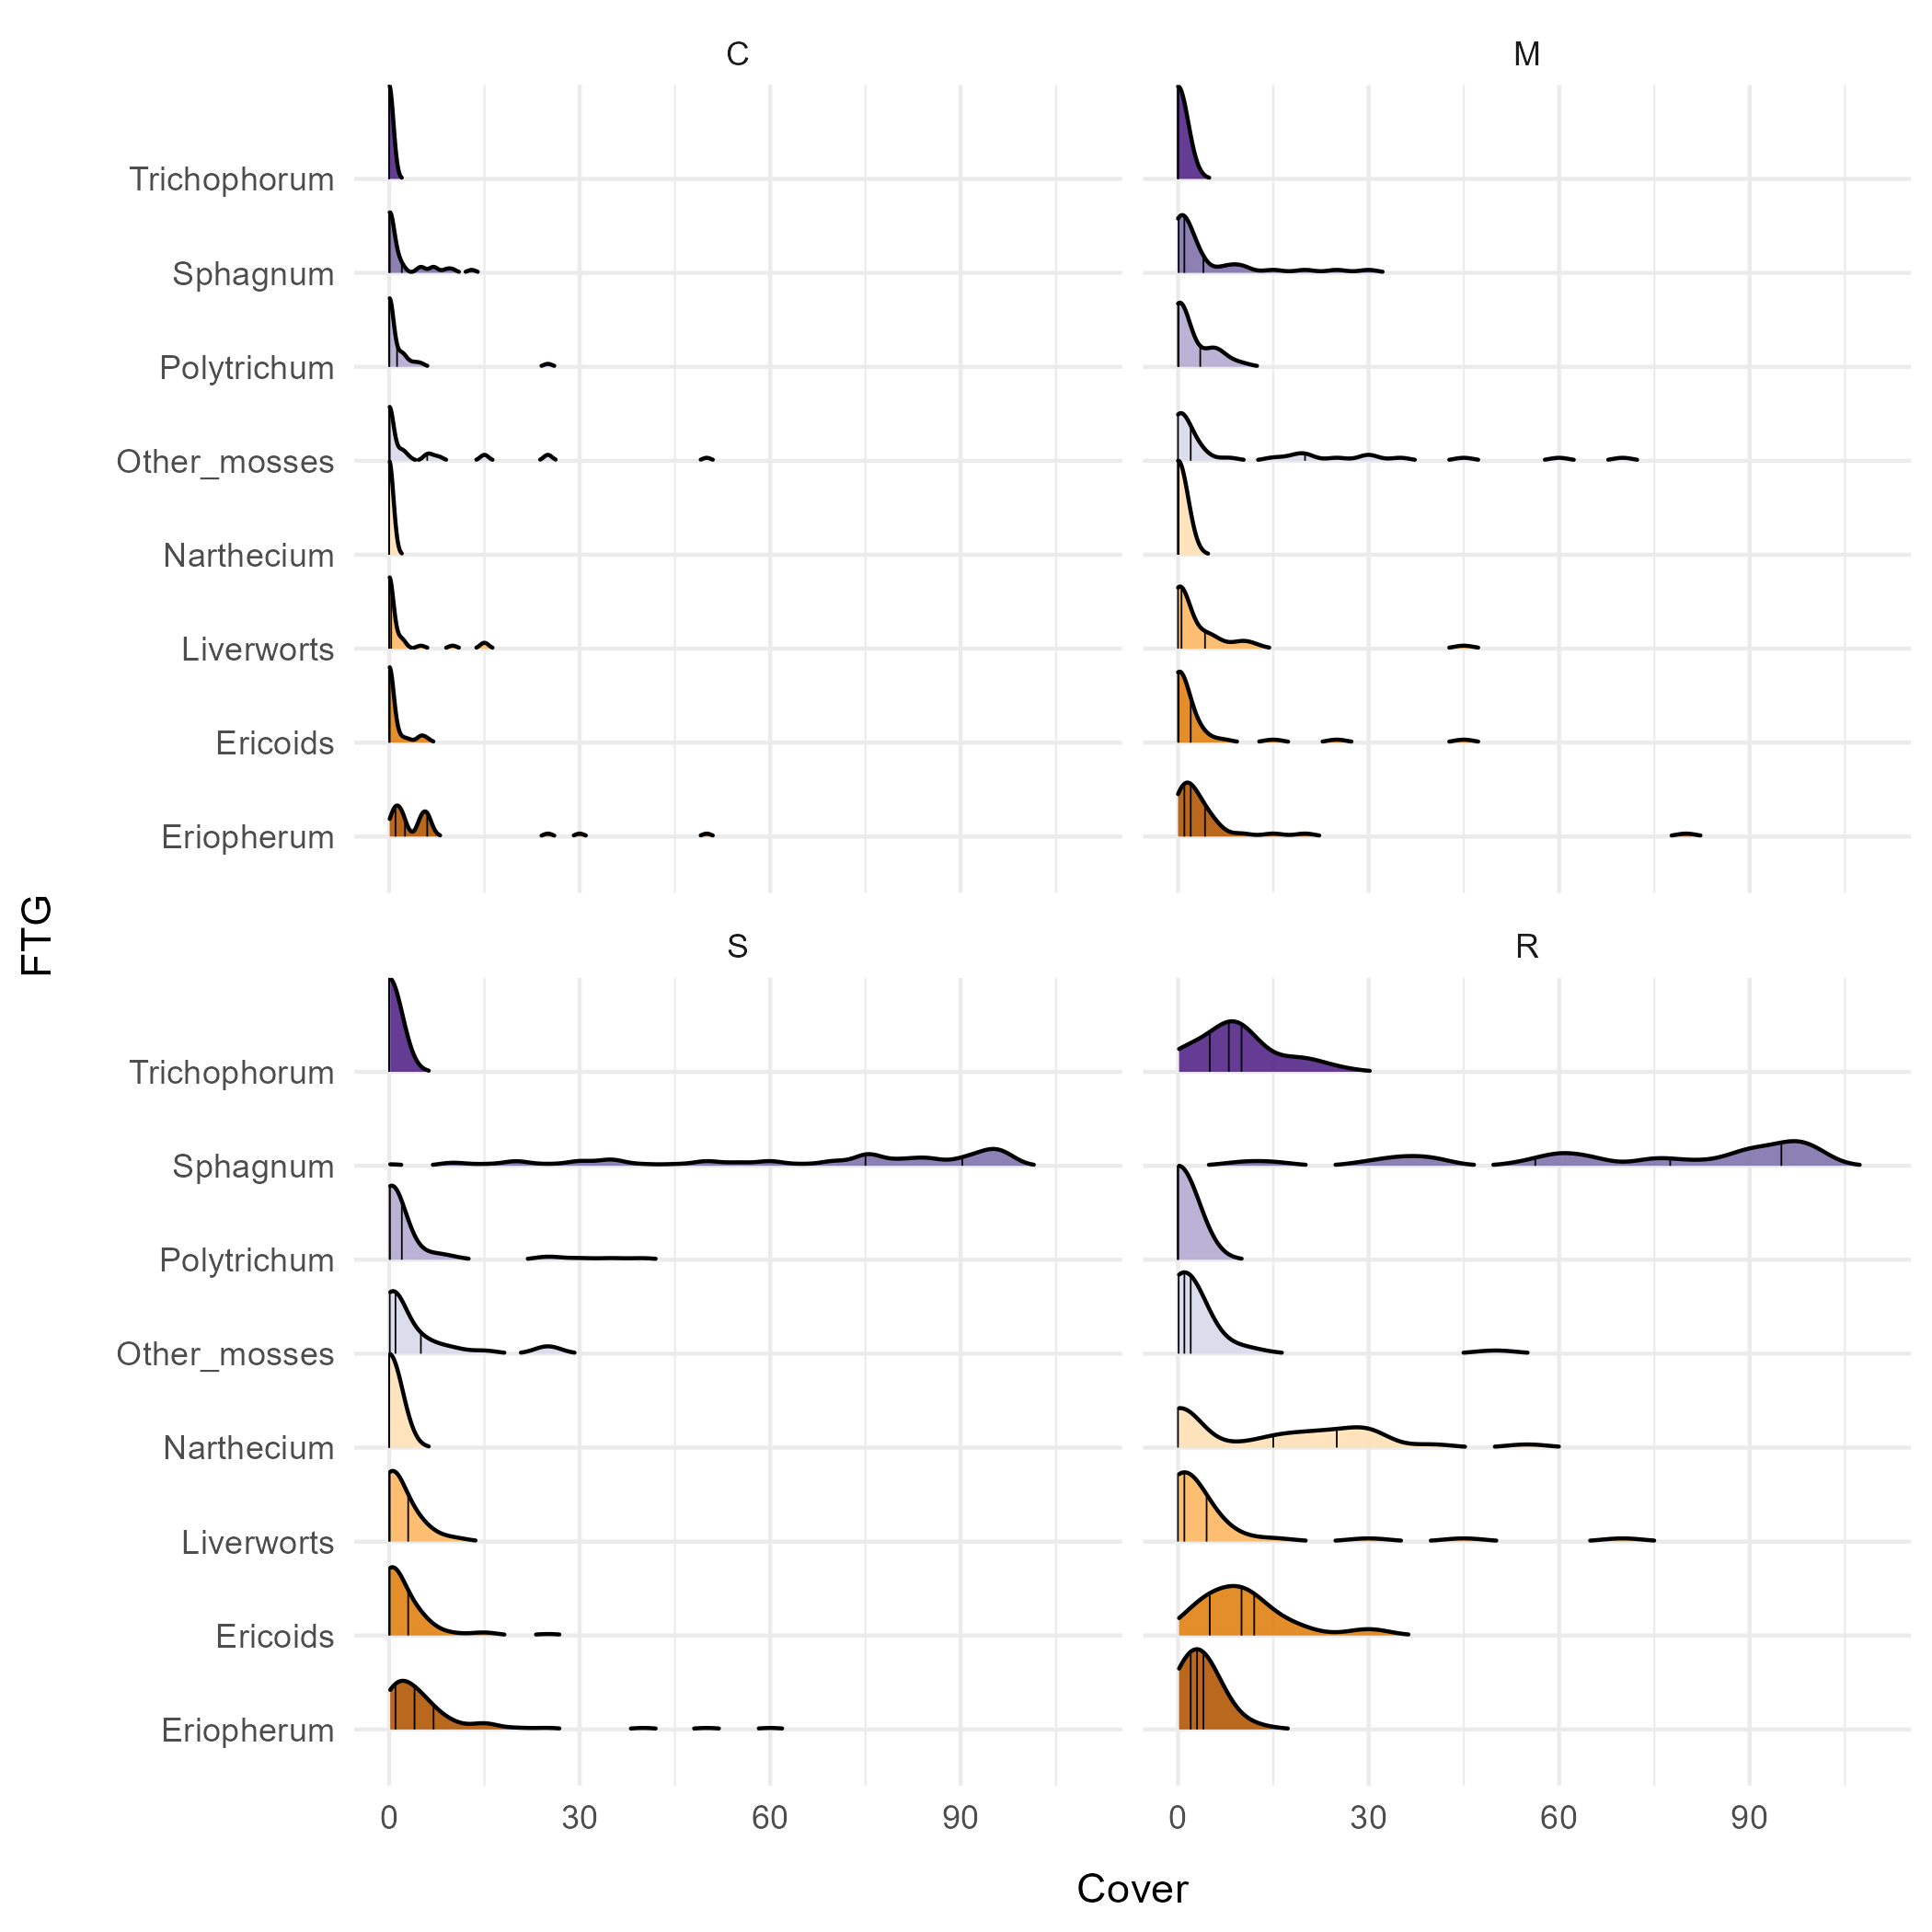 C
M
Trichophorum
Sphagnum
Polytrichum
Other_mosses
Narthecium
Liverworts
Ericoids
Eriopherum
FTG
S
R
Trichophorum
Sphagnum
Polytrichum
Other_mosses
Narthecium
Liverworts
Ericoids
Eriopherum
0 30 60 90 0 30 60 90
Cover